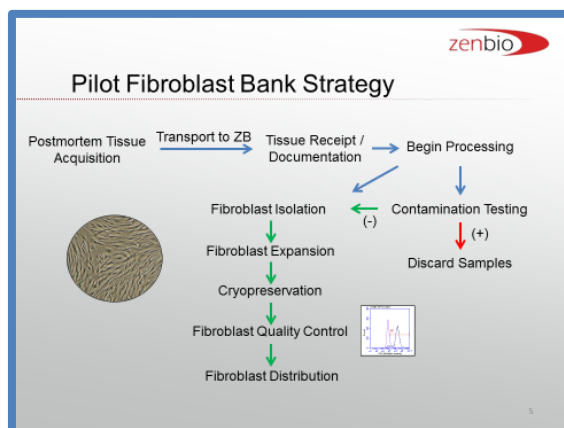 zenbio
Pilot Fibroblast Bank Strategy
Postmortem Tissue
Acquisition
Transport to ZB
Tissue Receipt /
Documentation
Begin Processing
Fibroblast Isolation
(-)
Contamination Testing
(+)
Fibroblast Expansion
Discard Samples
Cryopreservation
Fibroblast Quality Control
Fibroblast Distribution
5